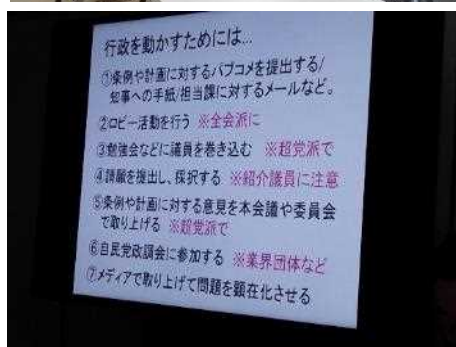 行政を動かすためには...
①条例や計画に対するパブコメを提出する/
知事への手紙/担当課に対するメールなど。
②ロビー活動を行う ※全会派に
③勉強会などに議員を巻き込む ※超党派で
④請願を提出し、採択する ※紹介議員に注意
⑤条例や計画に対する意見を本会議や委員会
で取り上げる ※超党派で
⑥自民党政調会に参加する ※業界団体など
⑦メディアで取り上げて問題を顕在化させる